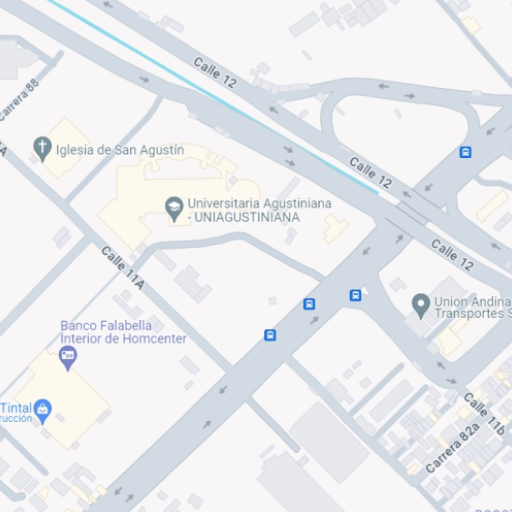 Calle 12
Carrera 88
Iglesia de San Agustín
Calle 12
Universitaria Agustiniana
- UNIAGUSTINIANA
Calle 12
Calle 11A
Union Andina
Transportes S
Banco Falabella
Interior de Homcenter
Tintal
rucción
Calle 11b
Carrera 82a